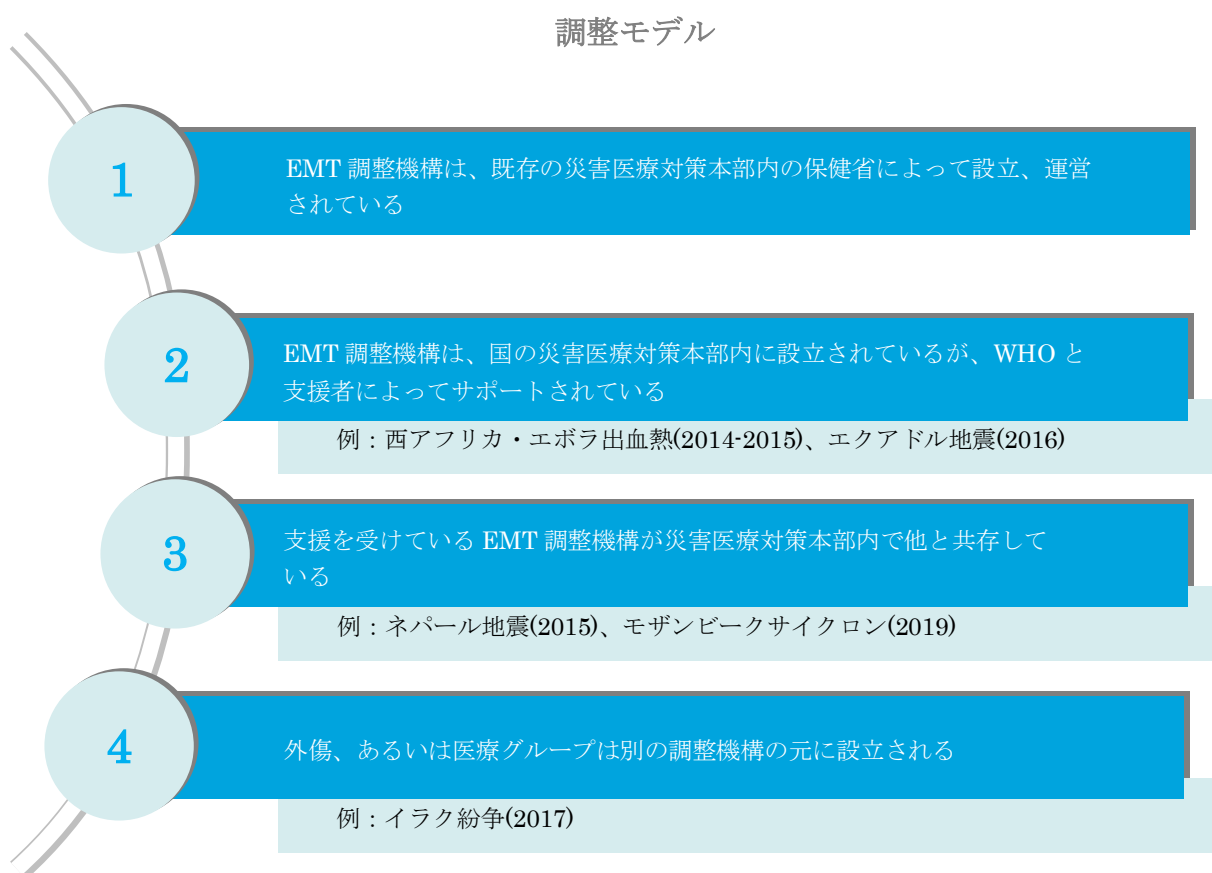 調整モデル
1
EMT 調整機構は、既存の災害医療対策本部内の保健省によって設立、運営
されている
2
EMT 調整機構は、国の災害医療対策本部内に設立されているが、WHO と
支援者によってサポートされている
例：西アフリカ・エボラ出血熱(2014-2015)、エクアドル地震(2016)
3
支援を受けている EMT 調整機構が災害医療対策本部内で他と共存して
いる
例：ネパール地震(2015)、モザンビークサイクロン(2019)
4
外傷、あるいは医療グループは別の調整機構の元に設立される
例：イラク紛争(2017)